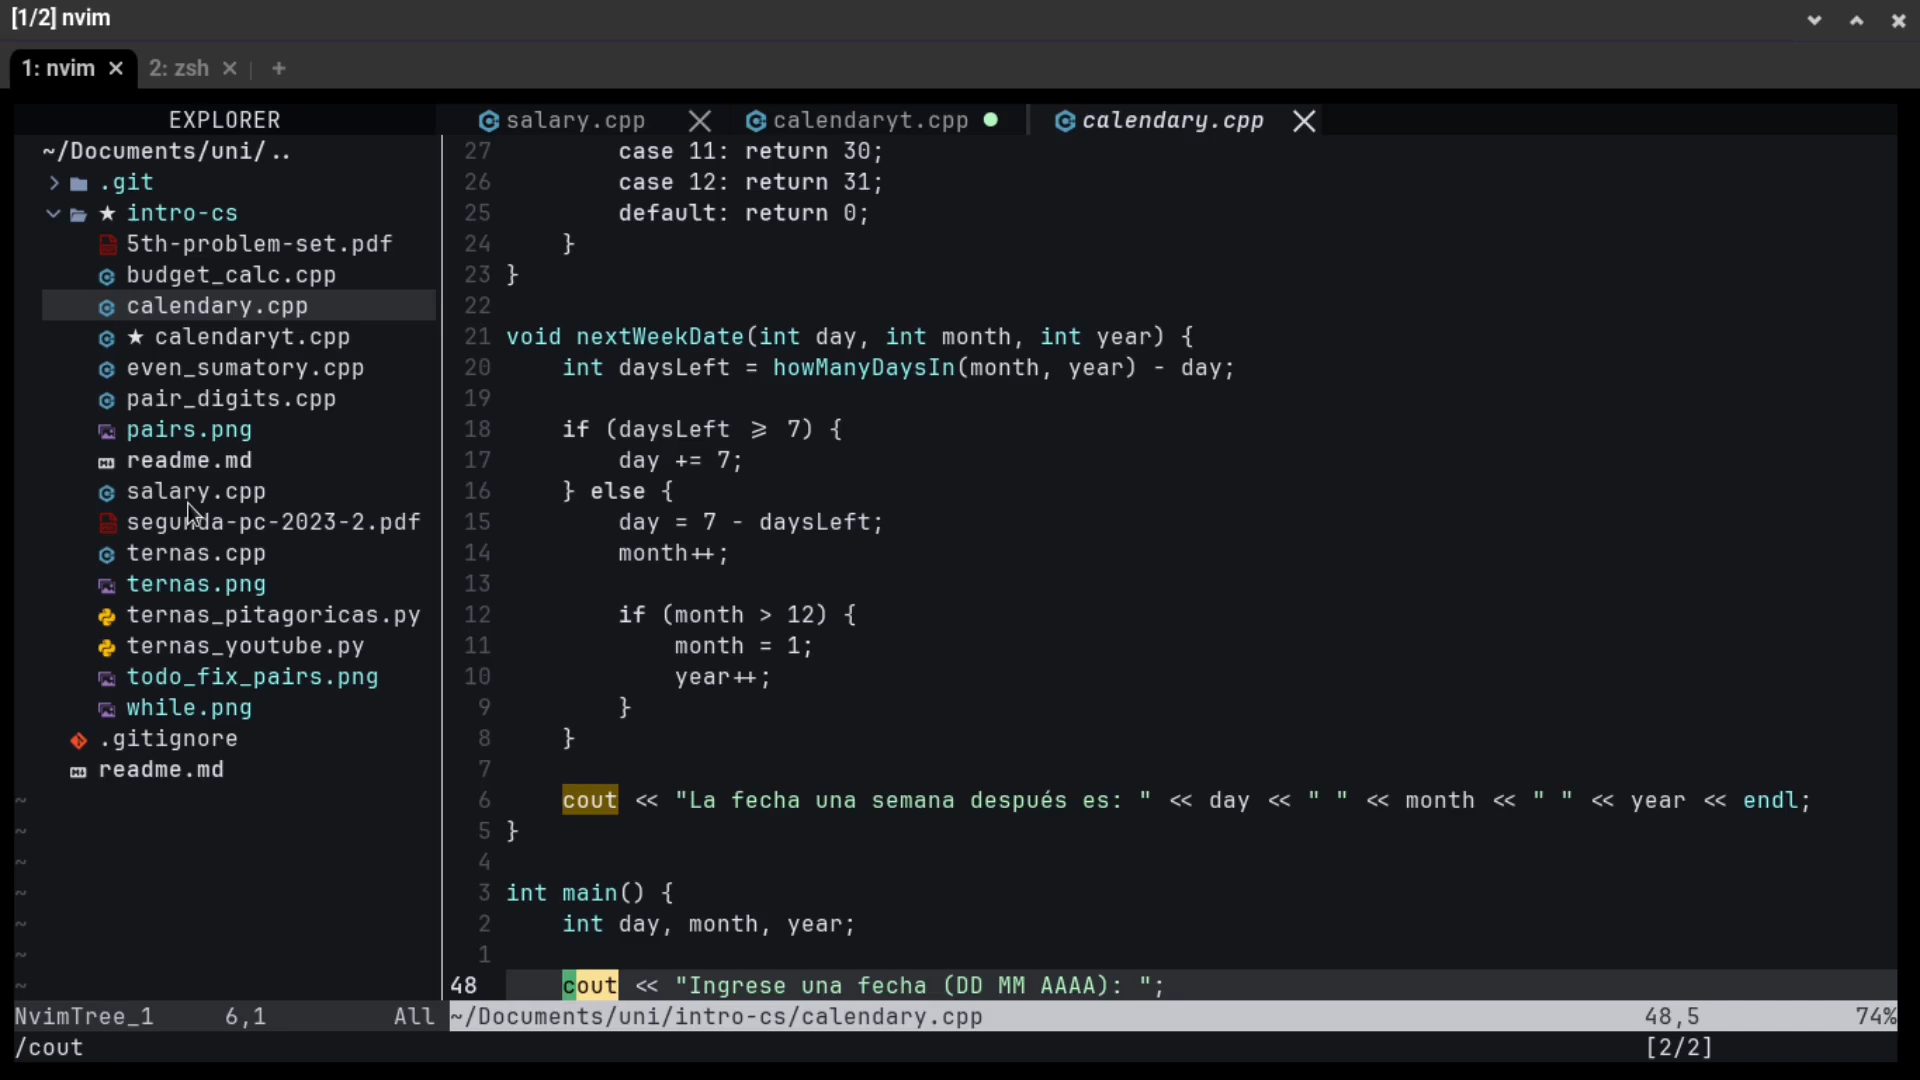 [1/2] nvim
1: nvim 2: zsh +
EXPLORER
~/Documents/uni/..
.git
★ intro-cs
5th-problem-set.pdf
budget_calc.cpp
calendary.cpp
★ calendaryt.cpp
even_sumatory.cpp
pair_digits.cpp
pairs.png
readme.md
salary.cpp
segunda-pc-2023-2.pdf
ternas.cpp
ternas.png
ternas_pitagoricas.py
ternas_youtube.py
todo_fix_pairs.png
while.png
.gitignore
readme.md
~
~
~
~
~
~
~
NvimTree_1 6,1 All
salary.cpp calendaryt.cpp calendary.cpp
27 case 11: return 30;
26 case 12: return 31;
25 default: return 0;
24 }
23 }
22
21 void nextWeekDate(int day, int month, int year) {
20 int daysLeft = howManyDaysIn(month, year) - day;
19
18 if (daysLeft ⩾ 7) {
17 day += 7;
16 } else {
15 day = 7 - daysLeft;
14 month++;
13
12 if (month > 12) {
11 month = 1;
10 year++;
9 }
8 }
7
6 cout << "La fecha una semana después es: " << day << " " << month << " " << year << endl;
5 }
4
3 int main() {
2 int day, month, year;
1
48 cout << "Ingrese una fecha (DD MM AAAA): ";
~/Documents/uni/intro-cs/calendary.cpp 48,5 74%
/cout [2/2]